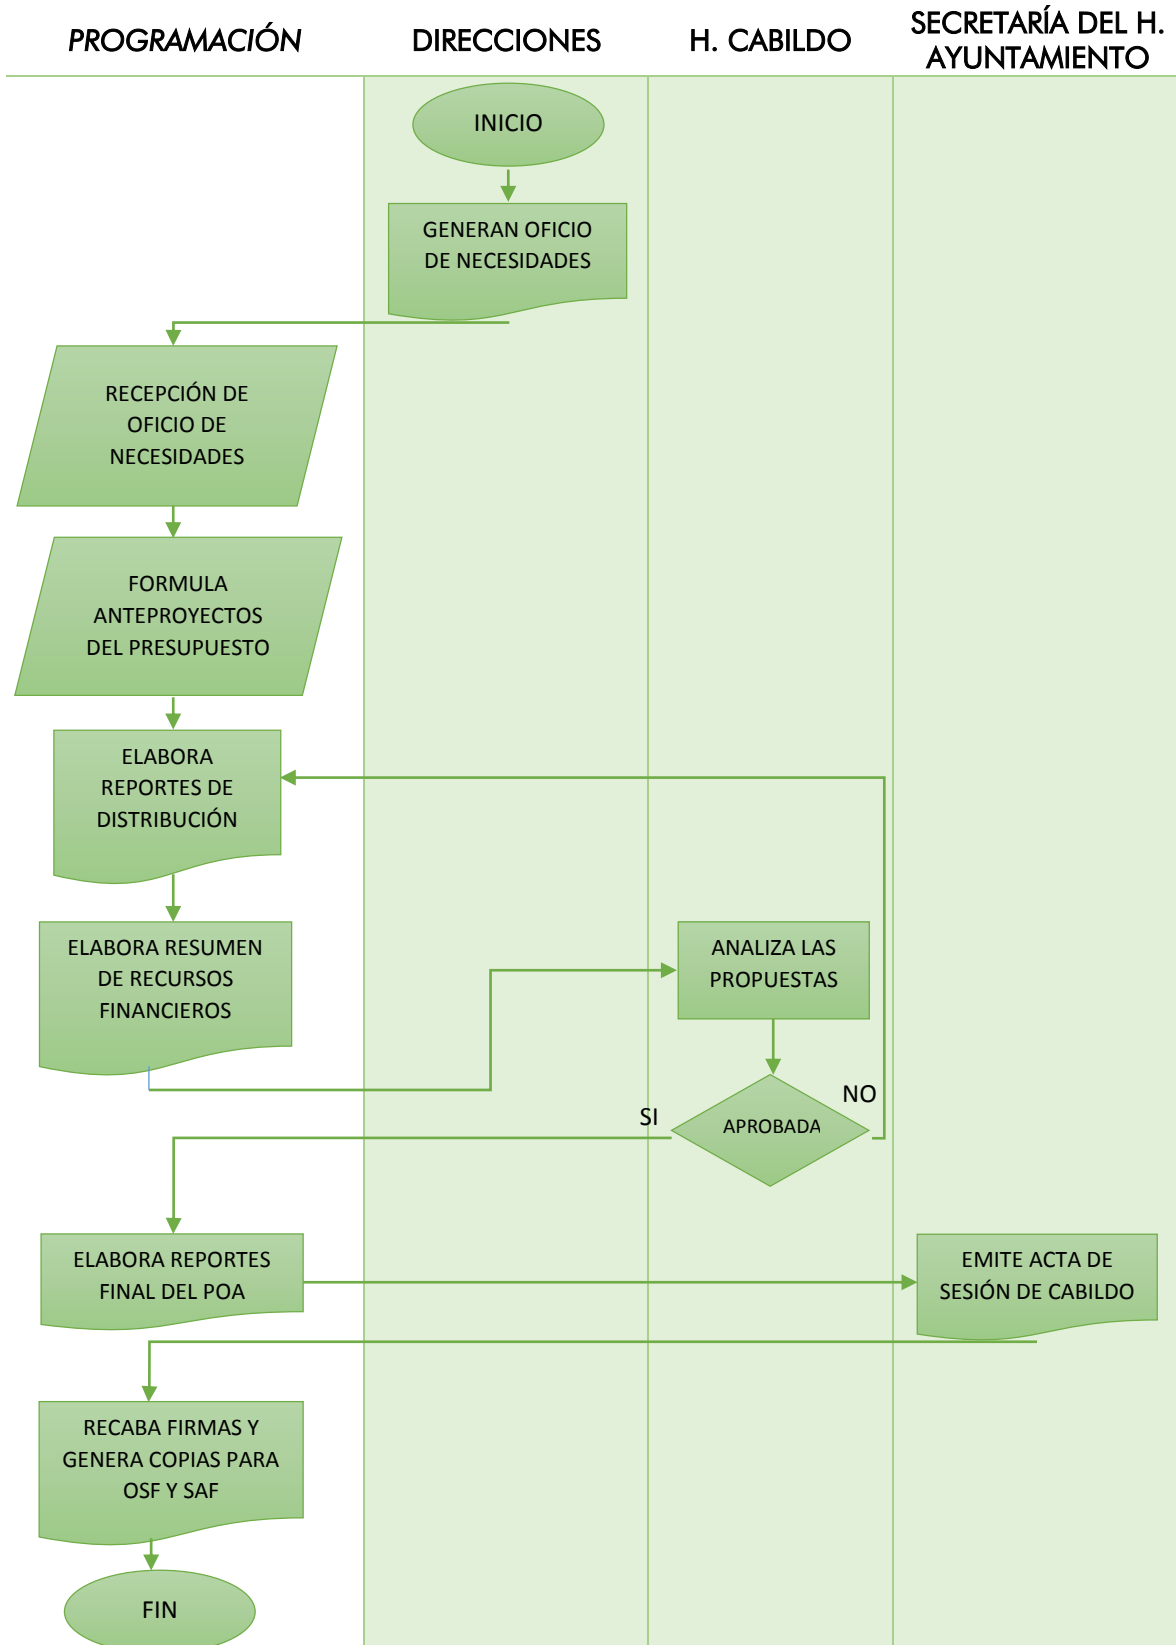 PROGRAMACIÓN
DIRECCIONES
H. CABILDO
SECRETARÍA DEL H.
AYUNTAMIENTO
INICIO
GENERAN OFICIO
DE NECESIDADES
RECEPCIÓN DE
OFICIO DE
NECESIDADES
FORMULA
ANTEPROYECTOS
DEL PRESUPUESTO
ELABORA
REPORTES DE
DISTRIBUCIÓN
ELABORA RESUMEN
DE RECURSOS
FINANCIEROS
ANALIZA LAS
PROPUESTAS
SI
APROBADA
NO
ELABORA REPORTES
FINAL DEL POA
EMITE ACTA DE
SESIÓN DE CABILDO
RECABA FIRMAS Y
GENERA COPIAS PARA
OSF Y SAF
FIN